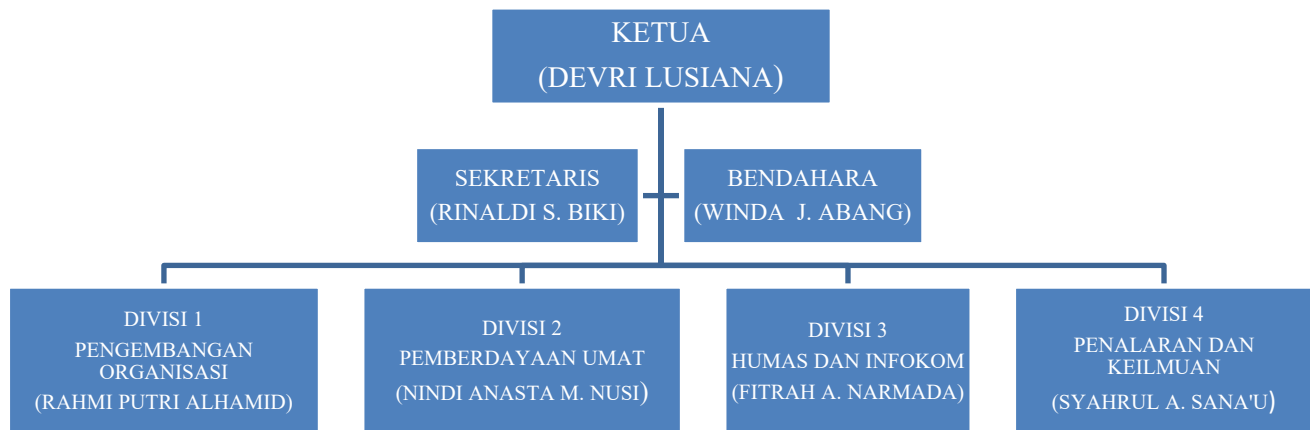 KETUA
(DEVRI LUSIANA)
SEKRETARIS
(RINALDI S. BIKI)
BENDAHARA
(WINDA J. ABANG)
DIVISI 1
PENGEMBANGAN
ORGANISASI
(RAHMI PUTRI ALHAMID)
DIVISI 2
PEMBERDAYAAN UMAT
(NINDI ANASTA M. NUSI)
DIVISI 3
HUMAS DAN INFOKOM
(FITRAH A. NARMADA)
DIVISI 4
PENALARAN DAN
KEILMUAN
(SYAHRUL A. SANA'U)